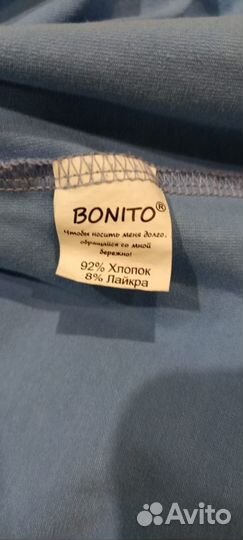 BONITO®
Чтобы носить меня долго,
обращайся со мной
бережно!
92% Хлопок
8% Лайкра
Avito